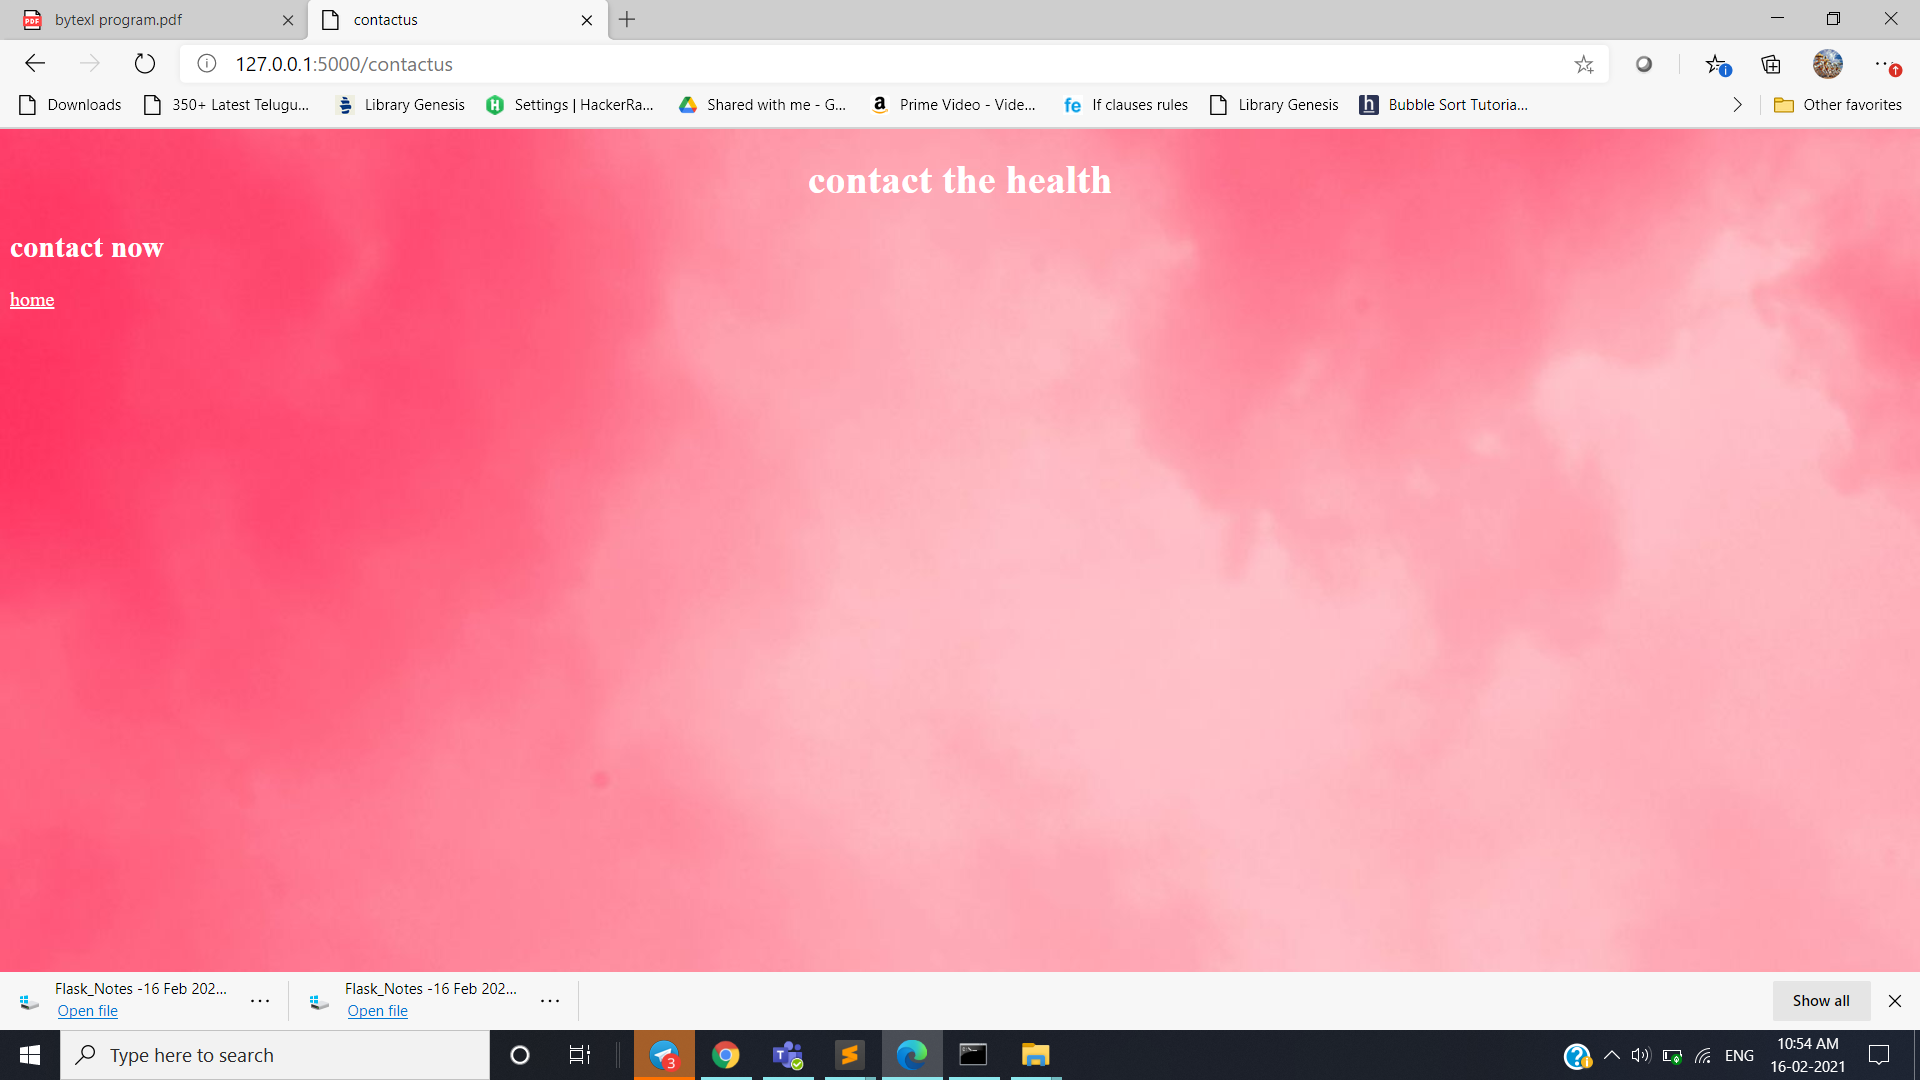 bytexl program.pdf
contactus
127.0.0.1:5000/contactus
Downloads
350+ Latest Telugu...
Library Genesis
Settings | HackerRa...
Shared with me - G...
Prime Video - Vide...
If clauses rules
Library Genesis
Bubble Sort Tutoria...
Other favorites
contact the health
contact now
home
Flask_Notes -16 Feb 202...
Open file
Flask_Notes -16 Feb 202...
Open file
Show all
Type here to search
3
ENG
10:54 AM
16-02-2021